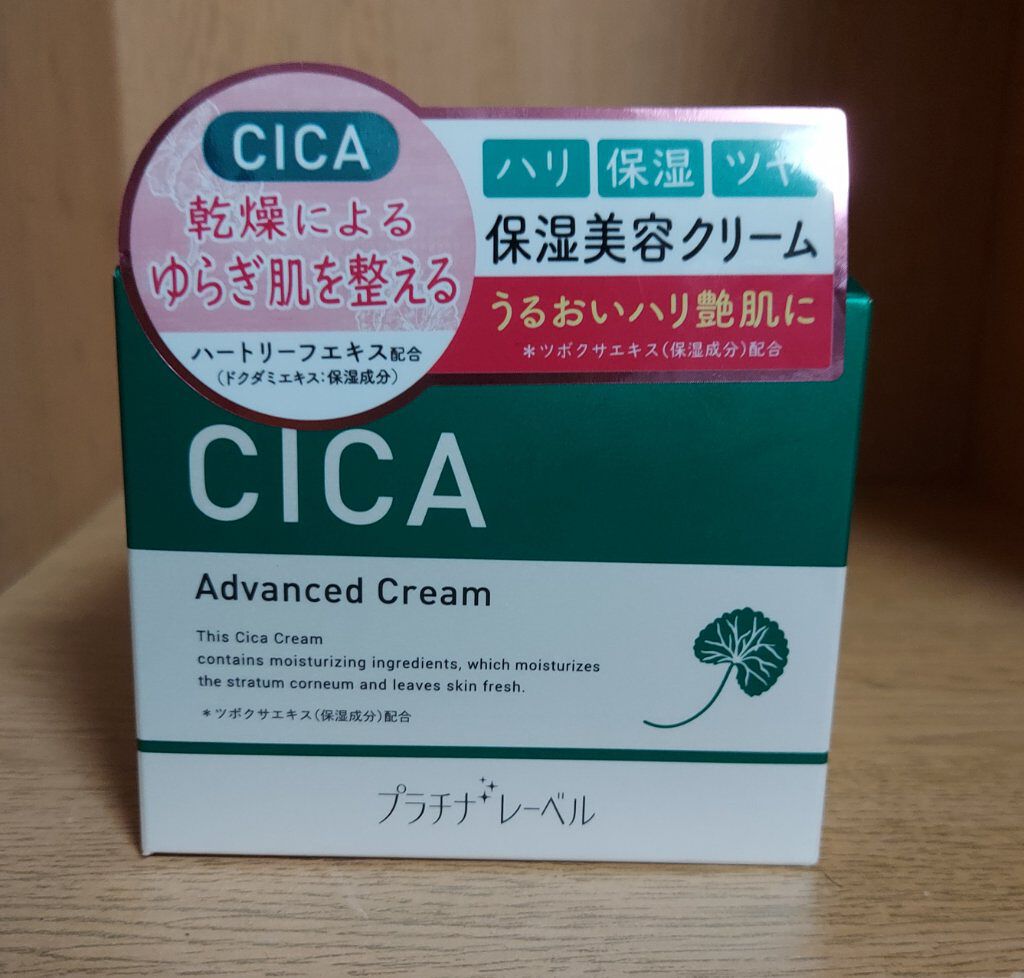 CICA
乾燥による
ゆらぎ肌を整える
ハートリーフエキス配合
(ドクダミエキス:保湿成分)
ハリ 保湿 ツヤ
保湿美容クリーム
うるおいハリ艶肌に
*ツボクサエキス(保湿成分)配合
CICA
Advanced Cream
This Cica Cream
contains moisturizing ingredients, which moisturizes
the stratum corneum and leaves skin fresh.
*ツボクサエキス(保湿成分)配合
プラチナレーベル